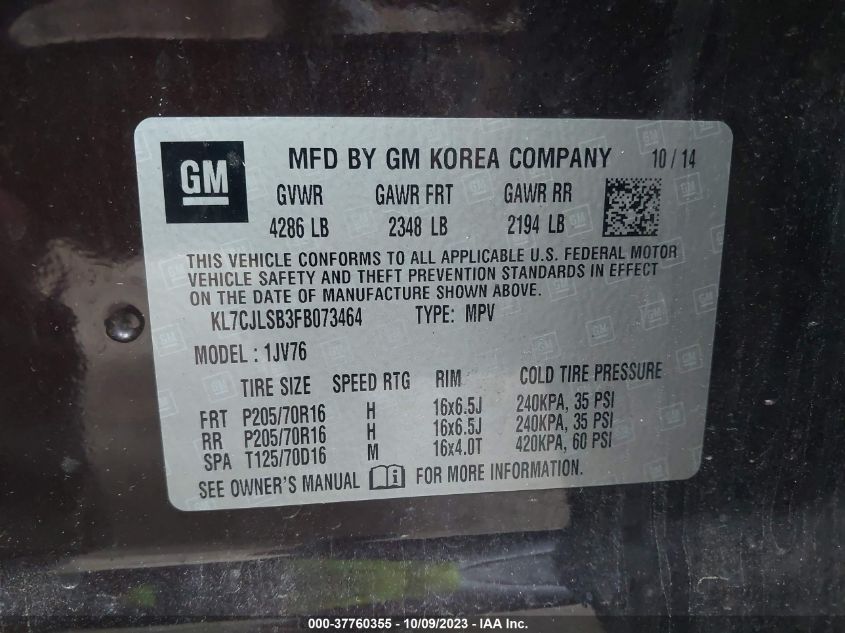 GM MFD BY GM KOREA COMPANY 10 / 14
GVWR GAWR FRT GAWR RR
4286 LB 2348 LB 2194 LB
THIS VEHICLE CONFORMS TO ALL APPLICABLE U.S. FEDERAL MOTOR
VEHICLE SAFETY AND THEFT PREVENTION STANDARDS IN EFFECT
ON THE DATE OF MANUFACTURE SHOWN ABOVE.
KL7CJLSB3FB073464 TYPE: MPV
MODEL : 1JV76
TIRE SIZE SPEED RTG RIM COLD TIRE PRESSURE
FRT P205/70R16 H 16x6.5J 240KPA, 35 PSI
RR P205/70R16 H 16x6.5J 240KPA, 35 PSI
SPA T125/70D16 M 16x4.0T 420KPA, 60 PSI
SEE OWNER'S MANUAL FOR MORE INFORMATION.
000-37760355 - 10/09/2023 - IAA Inc.